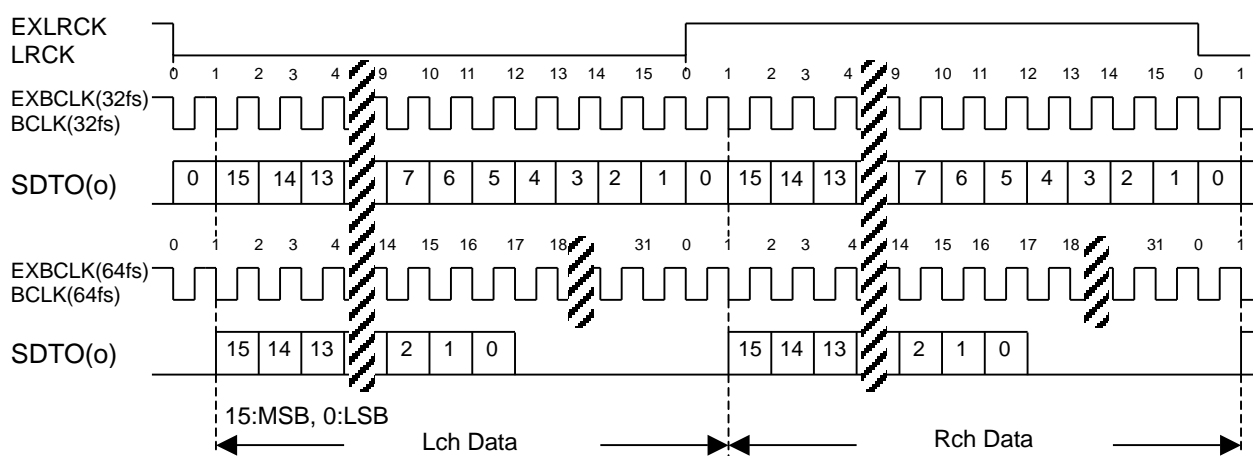 EXLRCK
LRCK
0 1 2 3 4 9 10 11 12 13 14 15 0 1 2 3 4 9 10 11 12 13 14 15 0 1
EXBCLK(32fs)
BCLK(32fs)
SDTO(o) 0 15 14 13 7 6 5 4 3 2 1 0 15 14 13 7 6 5 4 3 2 1 0
0 1 2 3 4 14 15 16 17 18 31 0 1 2 3 4 14 15 16 17 18 31 0 1
EXBCLK(64fs)
BCLK(64fs)
SDTO(o) 15 14 13 2 1 0 15 14 13 2 1 0
15:MSB, 0:LSB
Lch Data Rch Data